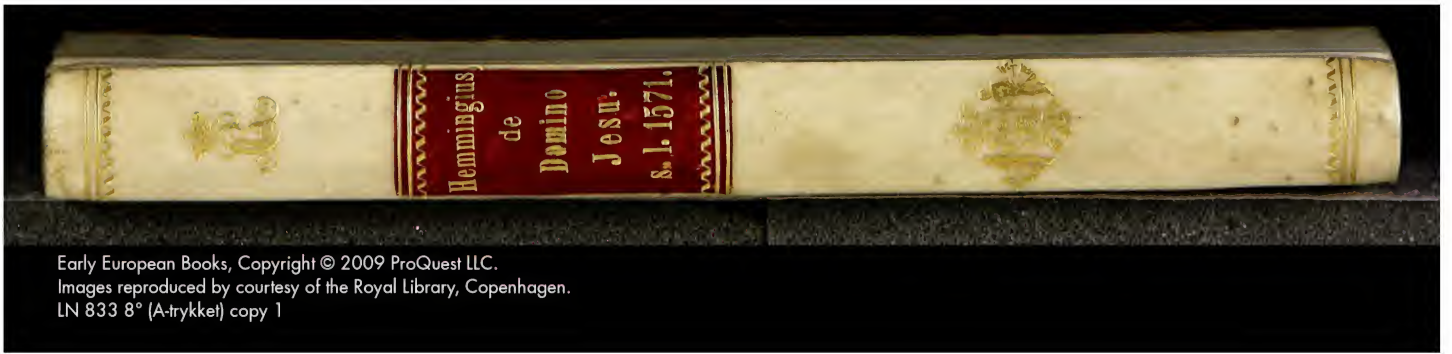 Hemmingius,
de
Domino
Jesu.
s. l. 1571.
Early European Books, Copyright © 2009 ProQuest LLC.
Images reproduced by courtesy of the Royal Library, Copenhagen.
LN 833 8° (A-trykket) copy 1